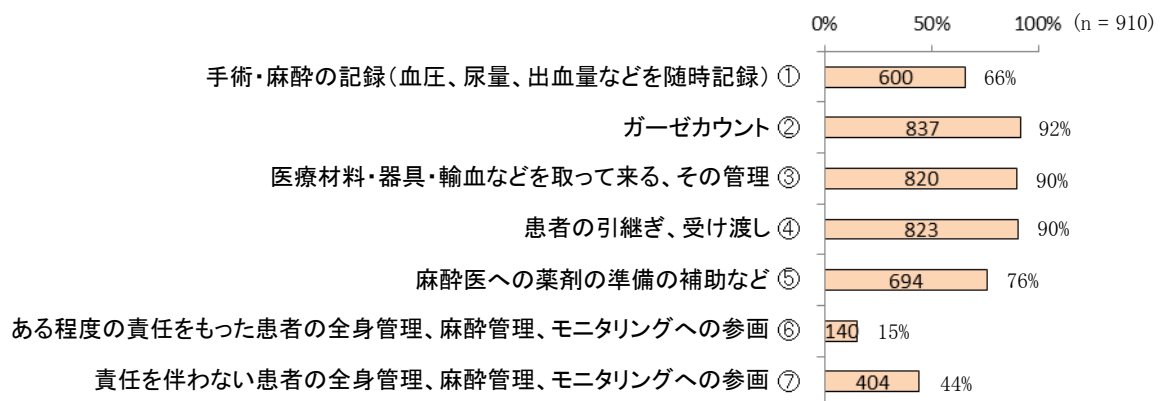 0% 50% 100% (n = 910)
手術・麻酔の記録（血圧、尿量、出血量などを随時記録） ① 600 66%
ガーゼカウント ② 837 92%
医療材料・器具・輸血などを取って来る、その管理 ③ 820 90%
患者の引継ぎ、受け渡し ④ 823 90%
麻酔医への薬剤の準備の補助など ⑤ 694 76%
ある程度の責任をもった患者の全身管理、麻酔管理、モニタリングへの参画 ⑥ 140 15%
責任を伴わない患者の全身管理、麻酔管理、モニタリングへの参画 ⑦ 404 44%